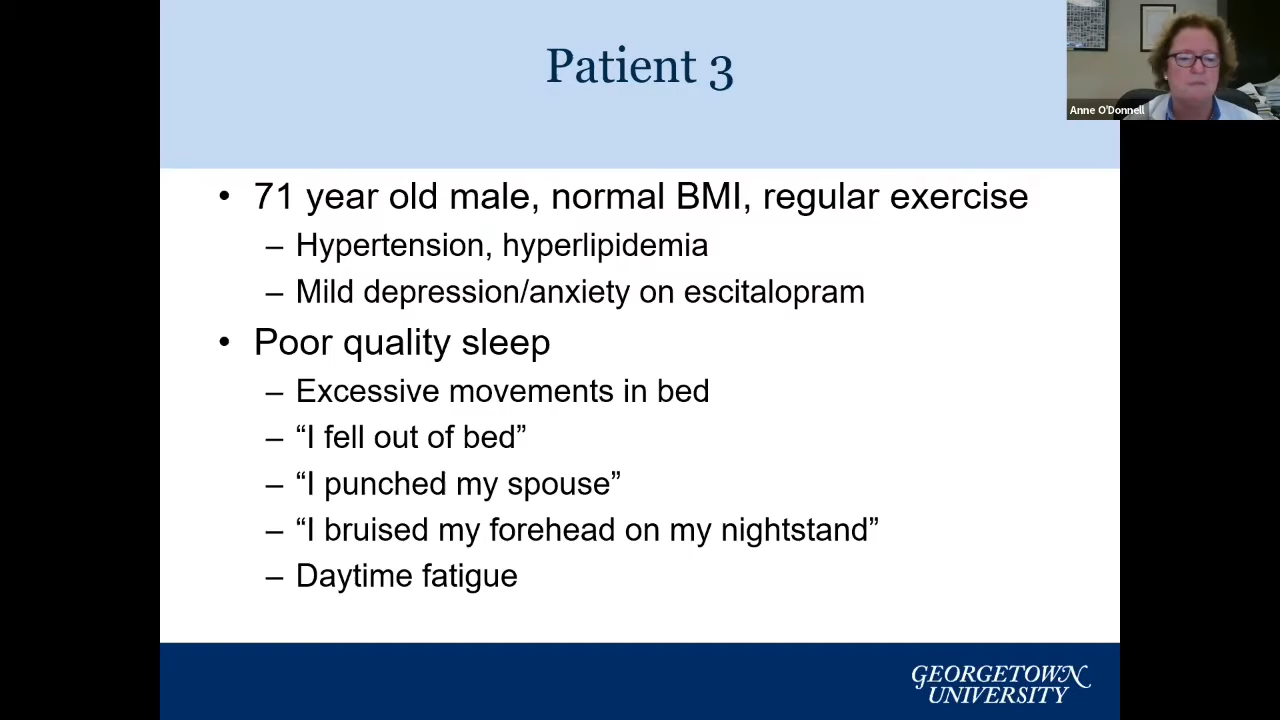 Patient 3
Anne O'Donnell
• 71 year old male, normal BMI, regular exercise
– Hypertension, hyperlipidemia
– Mild depression/anxiety on escitalopram
• Poor quality sleep
– Excessive movements in bed
– “I fell out of bed”
– “I punched my spouse”
– “I bruised my forehead on my nightstand”
– Daytime fatigue
GEORGETOWN
UNIVERSITY